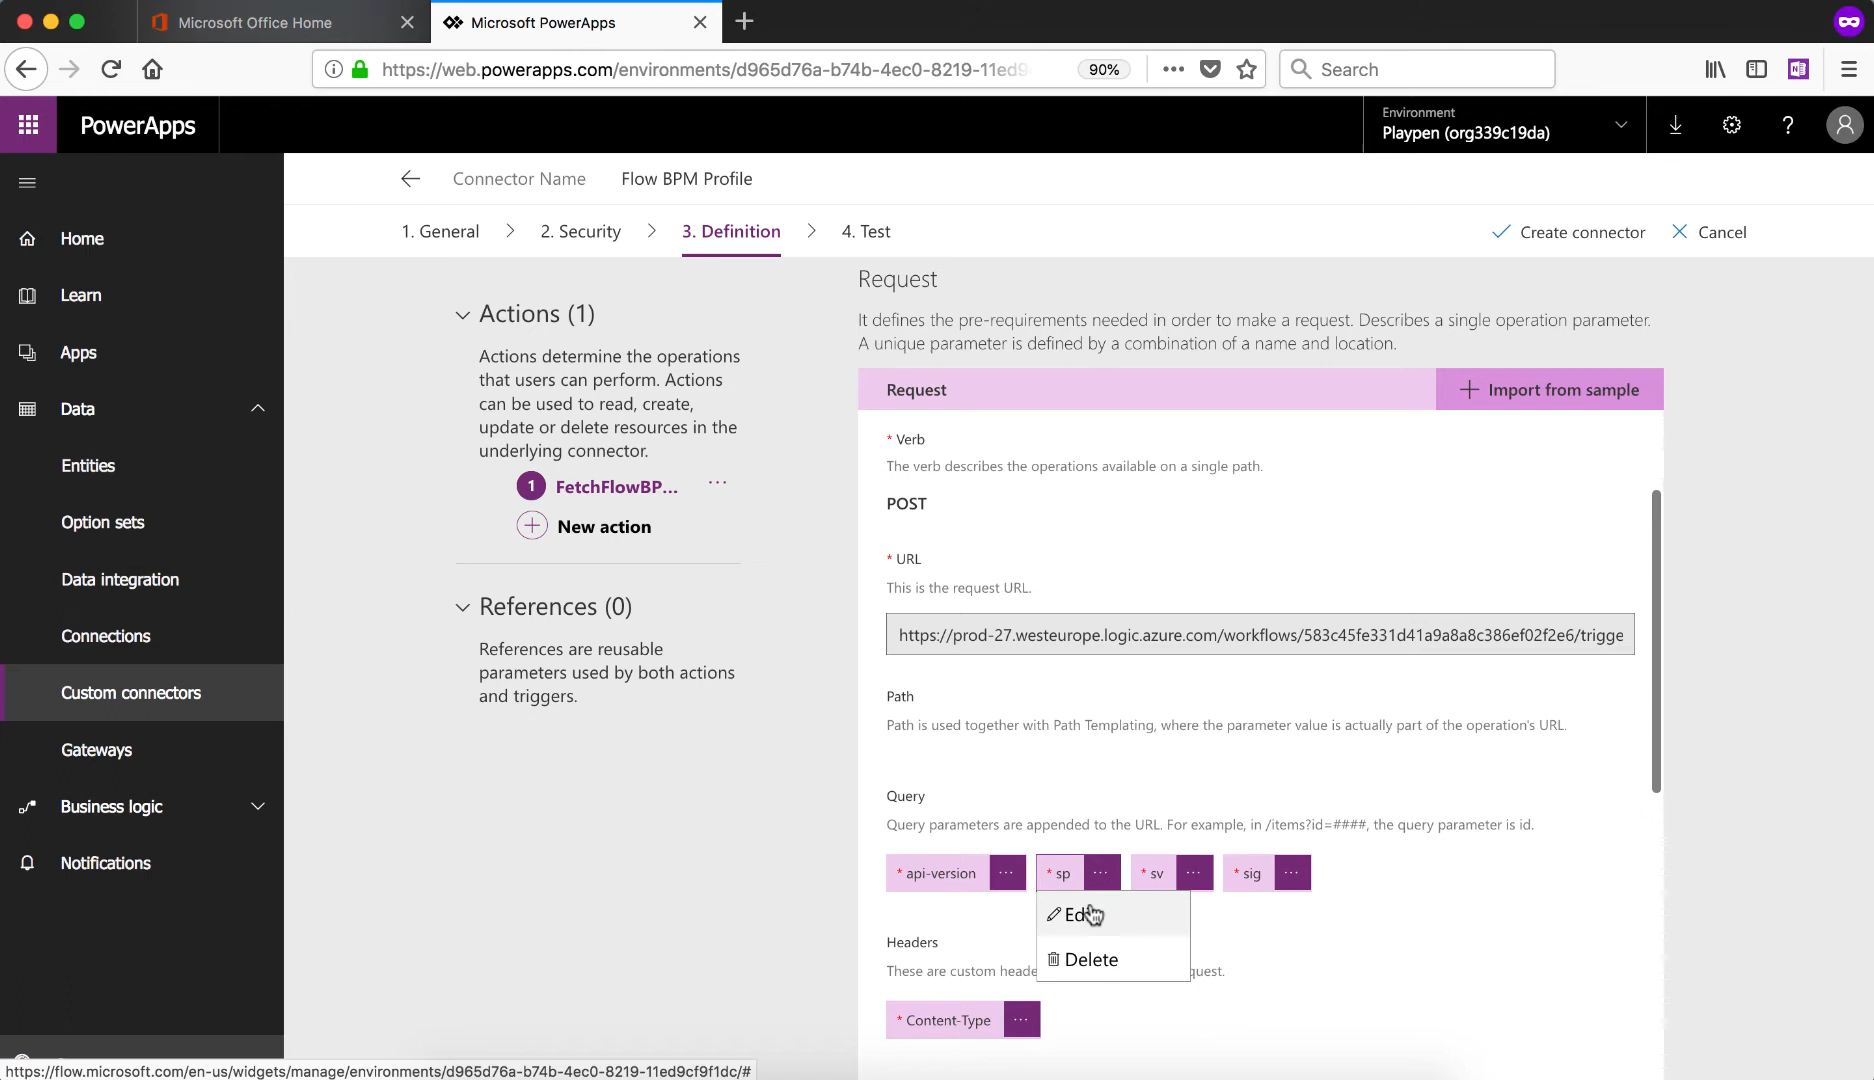 Microsoft Office Home
Microsoft PowerApps
https://web.powerapps.com/environments/d965d76a-b74b-4ec0-8219-11ed9
90%
Search
PowerApps
Environment
Playpen (org339c19da)
Connector Name
Flow BPM Profile
1. General
2. Security
3. Definition
4. Test
Create connector
Cancel
Home
Learn
Apps
Data
Entities
Option sets
Data integration
Connections
Custom connectors
Gateways
Business logic
Notifications
Actions (1)
Actions determine the operations
that users can perform. Actions
can be used to read, create,
update or delete resources in the
underlying connector.
1
FetchFlowBP...
...
New action
References (0)
References are reusable
parameters used by both actions
and triggers.
Request
It defines the pre-requirements needed in order to make a request. Describes a single operation parameter.
A unique parameter is defined by a combination of a name and location.
Request
Import from sample
* Verb
The verb describes the operations available on a single path.
POST
* URL
This is the request URL.
https://prod-27.westeurope.logic.azure.com/workflows/583c45fe331d41a9a8a8c386ef02f2e6/trigge
Path
Path is used together with Path Templating, where the parameter value is actually part of the operation's URL.
Query
Query parameters are appended to the URL. For example, in /items?id=####, the query parameter is id.
* api-version ...
* sp ...
* sv ...
* sig ...
Delete
Headers
These are custom heade
quest.
* Content-Type ...
https://flow.microsoft.com/en-us/widgets/manage/environments/d965d76a-b74b-4ec0-8219-11ed9cf9f1dc/#